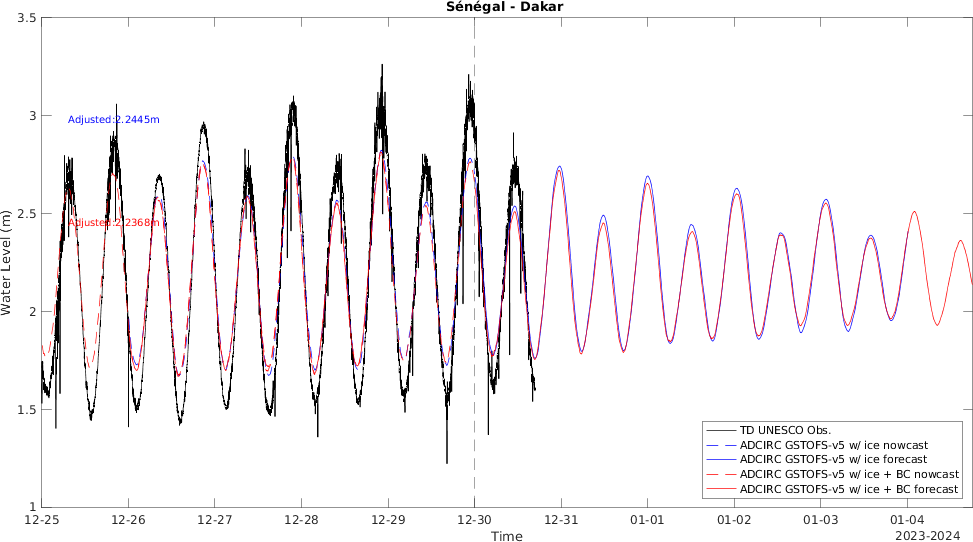 Sénégal - Dakar
3.5
3
2.5
2
1.5
1
Water Level (m)
Adjusted:2.2445m
Adjusted:2.2368m
TD UNESCO Obs.
ADCIRC GSTOFS-v5 w/ ice nowcast
ADCIRC GSTOFS-v5 w/ ice forecast
ADCIRC GSTOFS-v5 w/ ice + BC nowcast
ADCIRC GSTOFS-v5 w/ ice + BC forecast
12-25 12-26 12-27 12-28 12-29 12-30 12-31 01-01 01-02 01-03 01-04
Time
2023-2024